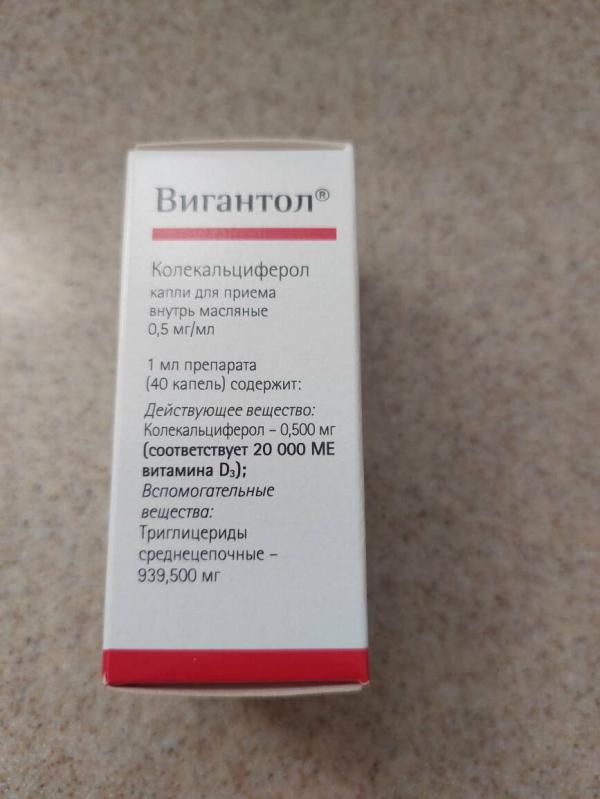 Вигантол®
Колекальциферол
капли для приема
внутрь масляные
0,5 мг/мл
1 мл препарата
(40 капель) содержит:
Действующее вещество:
Колекальциферол – 0,500 мг
(соответствует 20 000 МЕ
витамина D₃);
Вспомогательные
вещества:
Триглицериды
среднецепочные –
939,500 мг